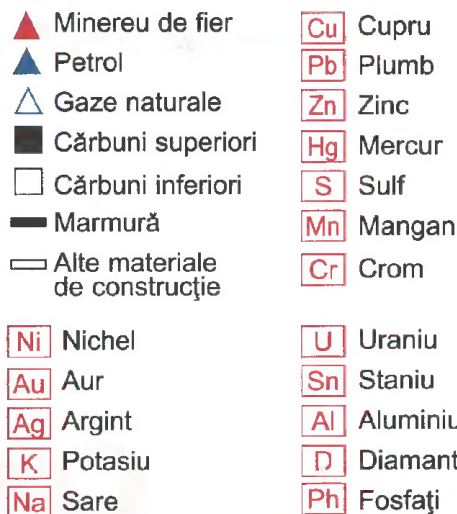 Minereu de fier
Petrol
Gaze naturale
Cărbuni superiori
Cărbuni inferiori
Marmură
Alte materiale
de construcţie
Cu Cupru
Pb Plumb
Zn Zinc
Hg Mercur
S Sulf
Mn Mangan
Cr Crom
Ni Nichel
Au Aur
Ag Argint
K Potasiu
Na Sare
U Uraniu
Sn Staniu
Al Aluminiu
D Diamant
Ph Fosfaţi